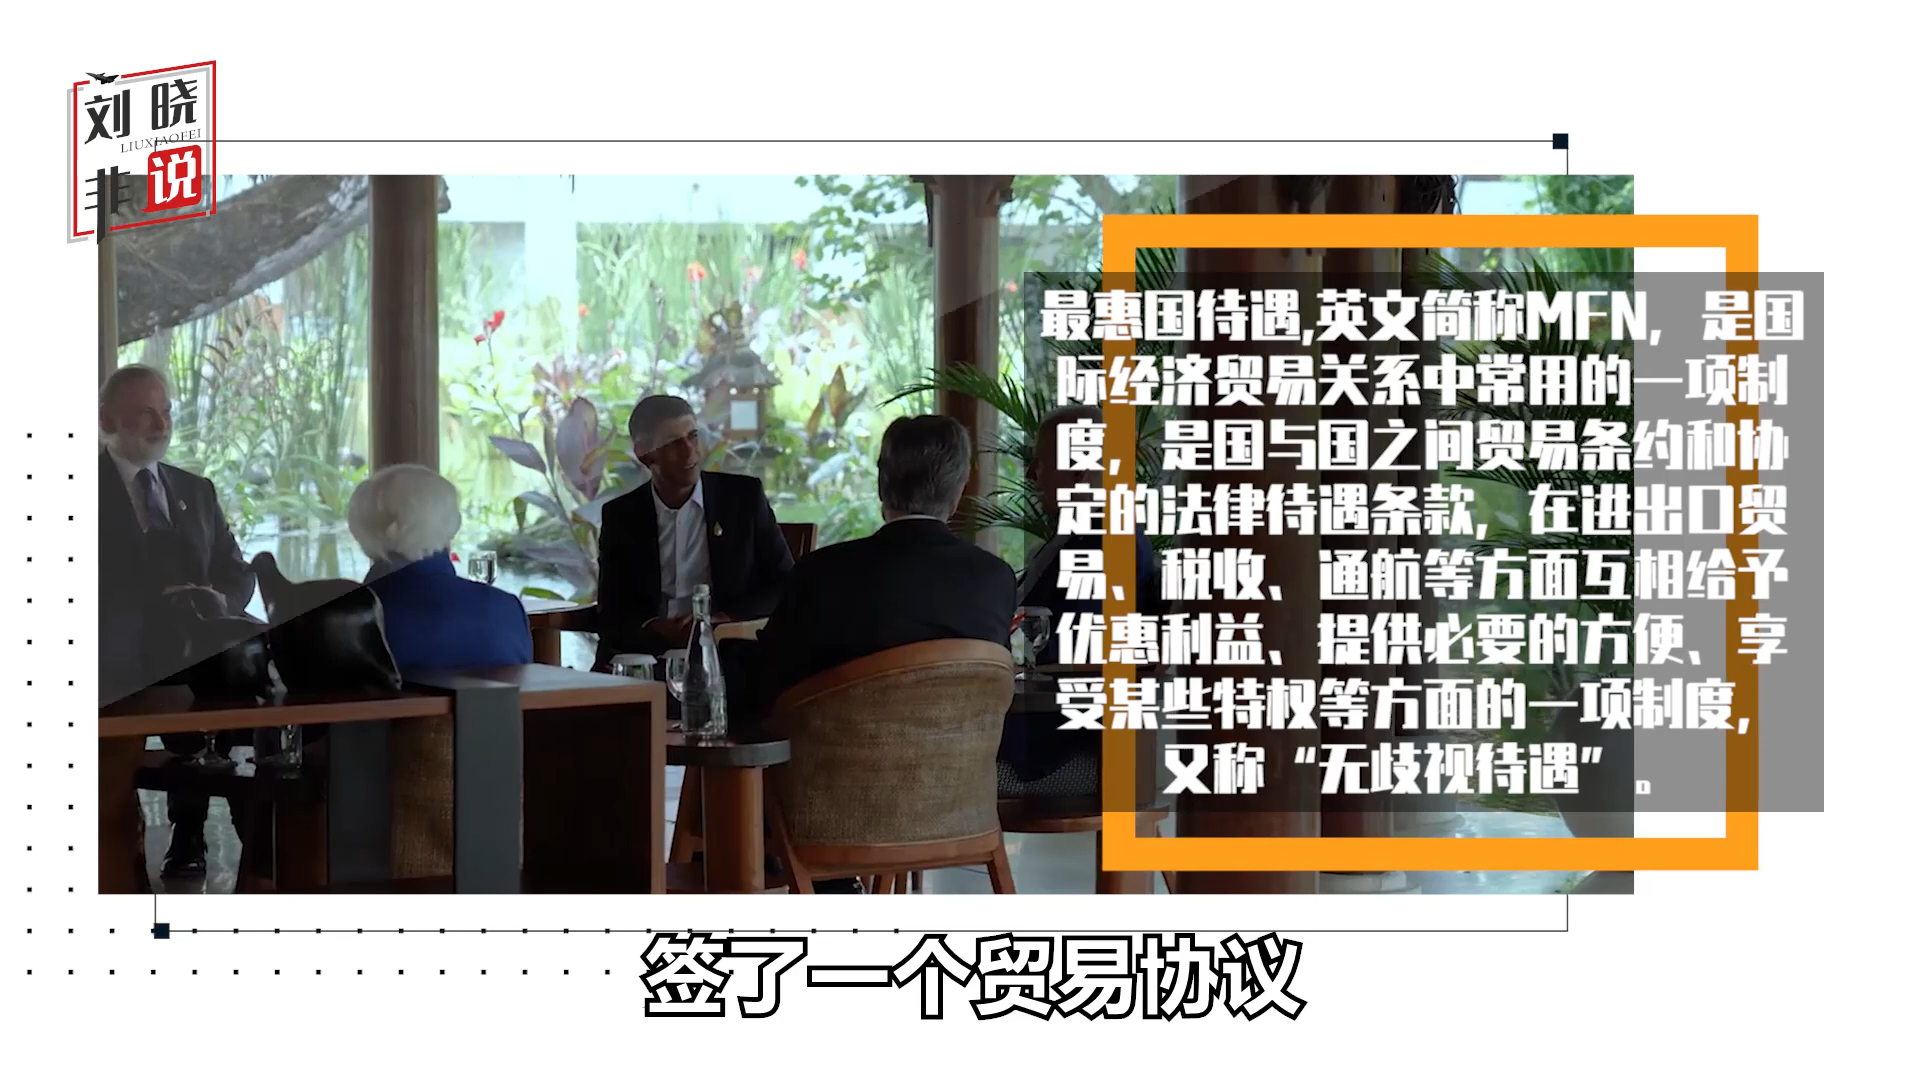 刘晓
LIUXIAOFEI
非说
最惠国待遇,英文简称MFN，是国
际经济贸易关系中常用的一项制
度，是国与国之间贸易条约和协
定的法律待遇条款，在进出口贸
易、税收、通航等方面互相给予
优惠利益、提供必要的方便、享
受某些特权等方面的一项制度，
又称“无歧视待遇”。
签了一个贸易协议